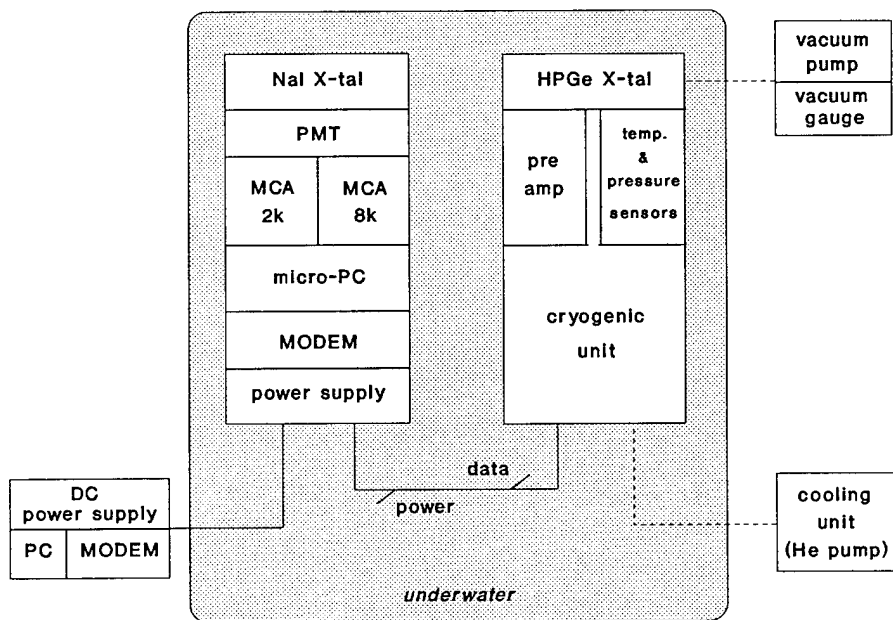 NaI X-tal
PMT
MCA
2k
MCA
8k
micro-PC
MODEM
power supply
HPGe X-tal
pre
amp
temp.
&
pressure
sensors
cryogenic
unit
vacuum
pump
vacuum
gauge
data
power
DC
power supply
PC
MODEM
cooling
unit
(He pump)
underwater